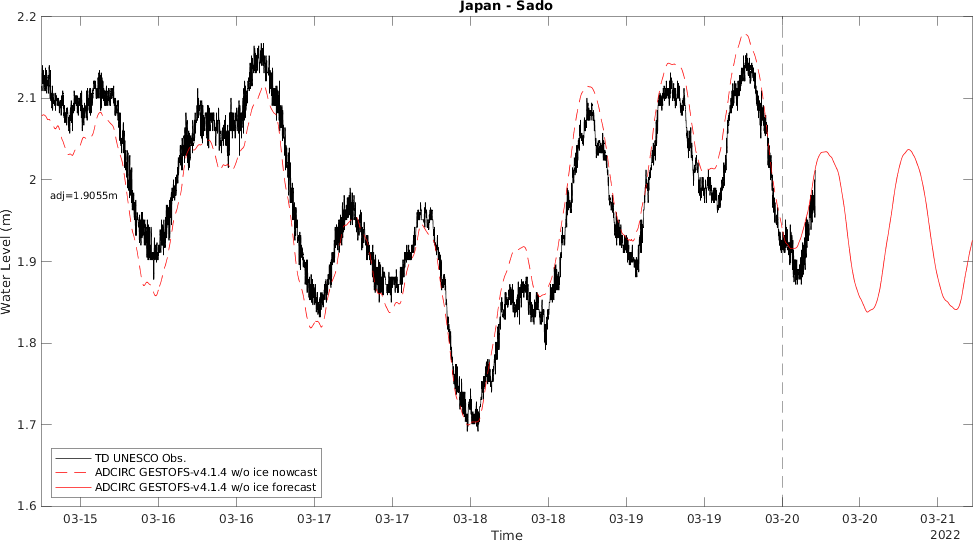 Japan - Sado
2.2
2.1
2
1.9
1.8
1.7
1.6
Water Level (m)
adj=1.9055m
TD UNESCO Obs.
ADCIRC GESTOFS-v4.1.4 w/o ice nowcast
ADCIRC GESTOFS-v4.1.4 w/o ice forecast
03-15 03-16 03-16 03-17 03-17 03-18 03-18 03-19 03-19 03-20 03-20 03-21
2022
Time